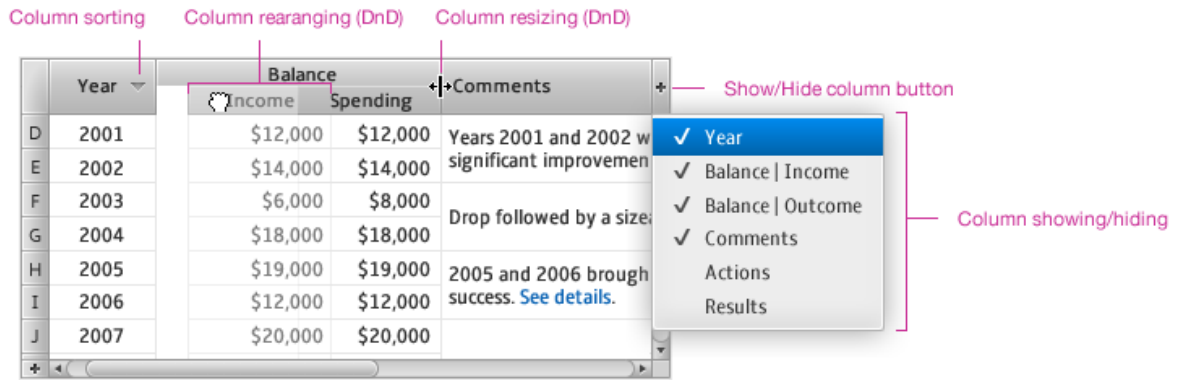 Column sorting Column rearanging (DnD) Column resizing (DnD)
Year Balance Comments
Income Spending
Show/Hide column button
D 2001 $12,000 $12,000 Years 2001 and 2002 w
E 2002 $14,000 $14,000 significant improvemen
F 2003 $6,000 $8,000 Drop followed by a size
G 2004 $18,000 $18,000
H 2005 $19,000 $19,000 2005 and 2006 brough
I 2006 $12,000 $12,000 success. See details.
J 2007 $20,000 $20,000
✓ Year
✓ Balance | Income
✓ Balance | Outcome
✓ Comments
Actions
Results
Column showing/hiding